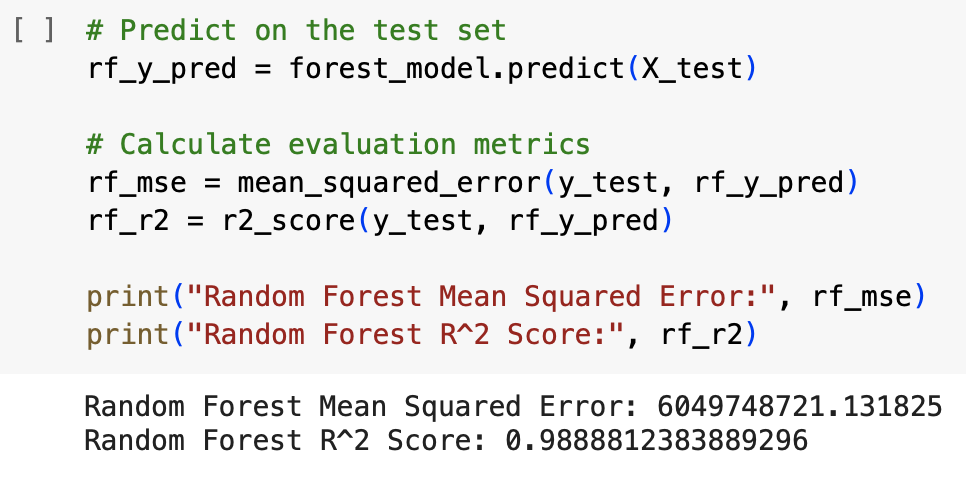 [ ] # Predict on the test set
rf_y_pred = forest_model.predict(X_test)
# Calculate evaluation metrics
rf_mse = mean_squared_error(y_test, rf_y_pred)
rf_r2 = r2_score(y_test, rf_y_pred)
print("Random Forest Mean Squared Error:", rf_mse)
print("Random Forest R^2 Score:", rf_r2)
Random Forest Mean Squared Error: 6049748721.131825
Random Forest R^2 Score: 0.9888812383889296